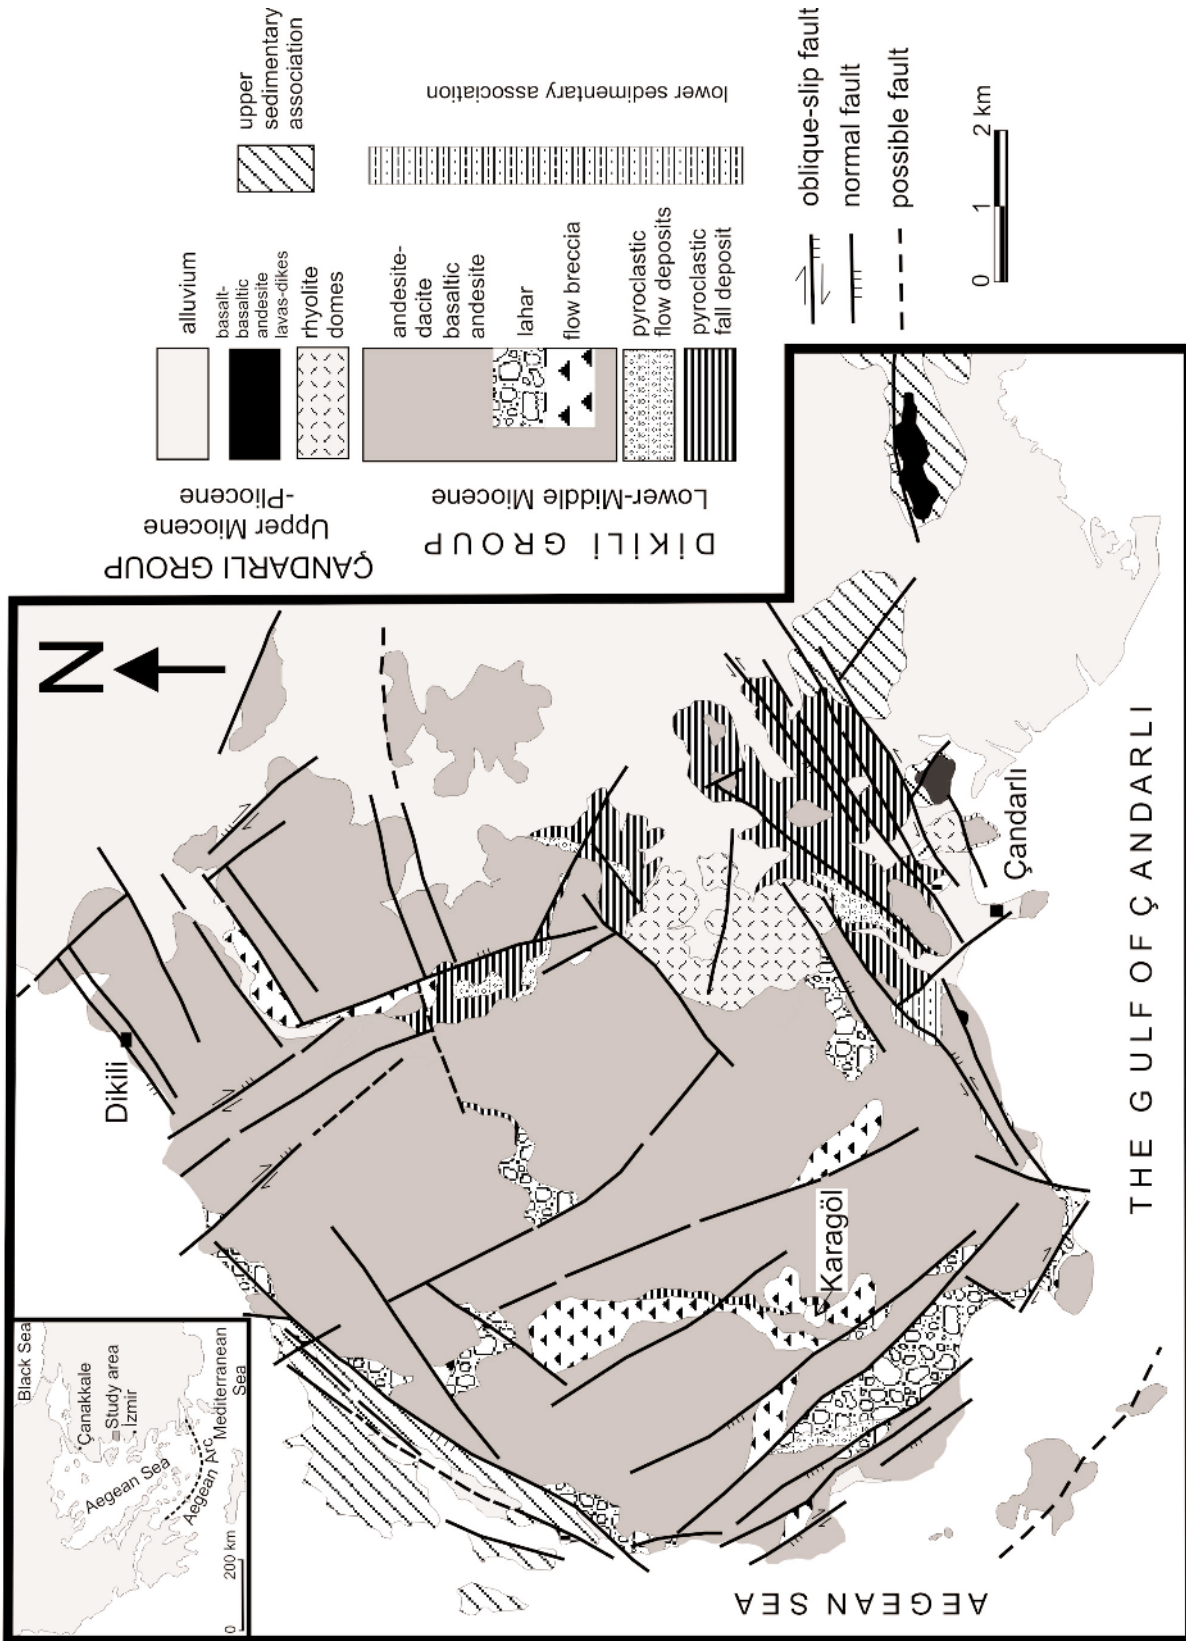 Black Sea
Çanakkale
Study area
İzmir
Aegean Sea
Aegean Arc
Mediterranean
Sea
0
200 km
N
Dikili
Karagöl
Çandarlı
AEGEAN SEA
THE GULF OF ÇANDARLI
ÇANDARLI GROUP
Upper Miocene
-Pliocene
DİKİLİ GROUP
Lower-Middle Miocene
alluvium
basalt-
basaltic
andesite
lavas-dikes
rhyolite
domes
andesite-
dacite
basaltic
andesite
lahar
flow breccia
pyroclastic
flow deposits
pyroclastic
fall deposit
upper
sedimentary
association
lower sedimentary association
oblique-slip fault
normal fault
possible fault
0
1
2 km